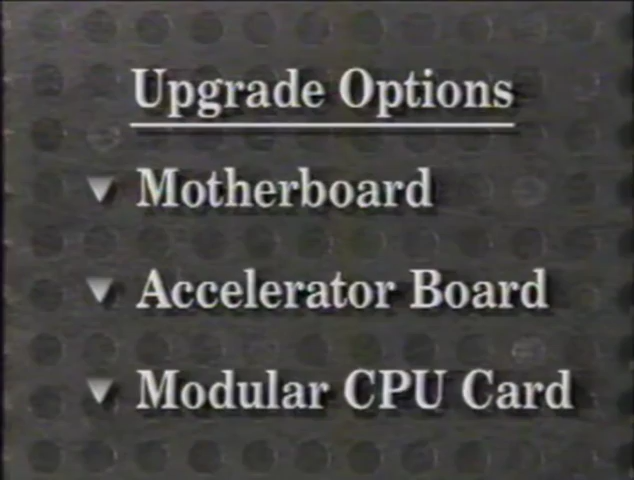 Upgrade Options
Motherboard
Accelerator Board
Modular CPU Card